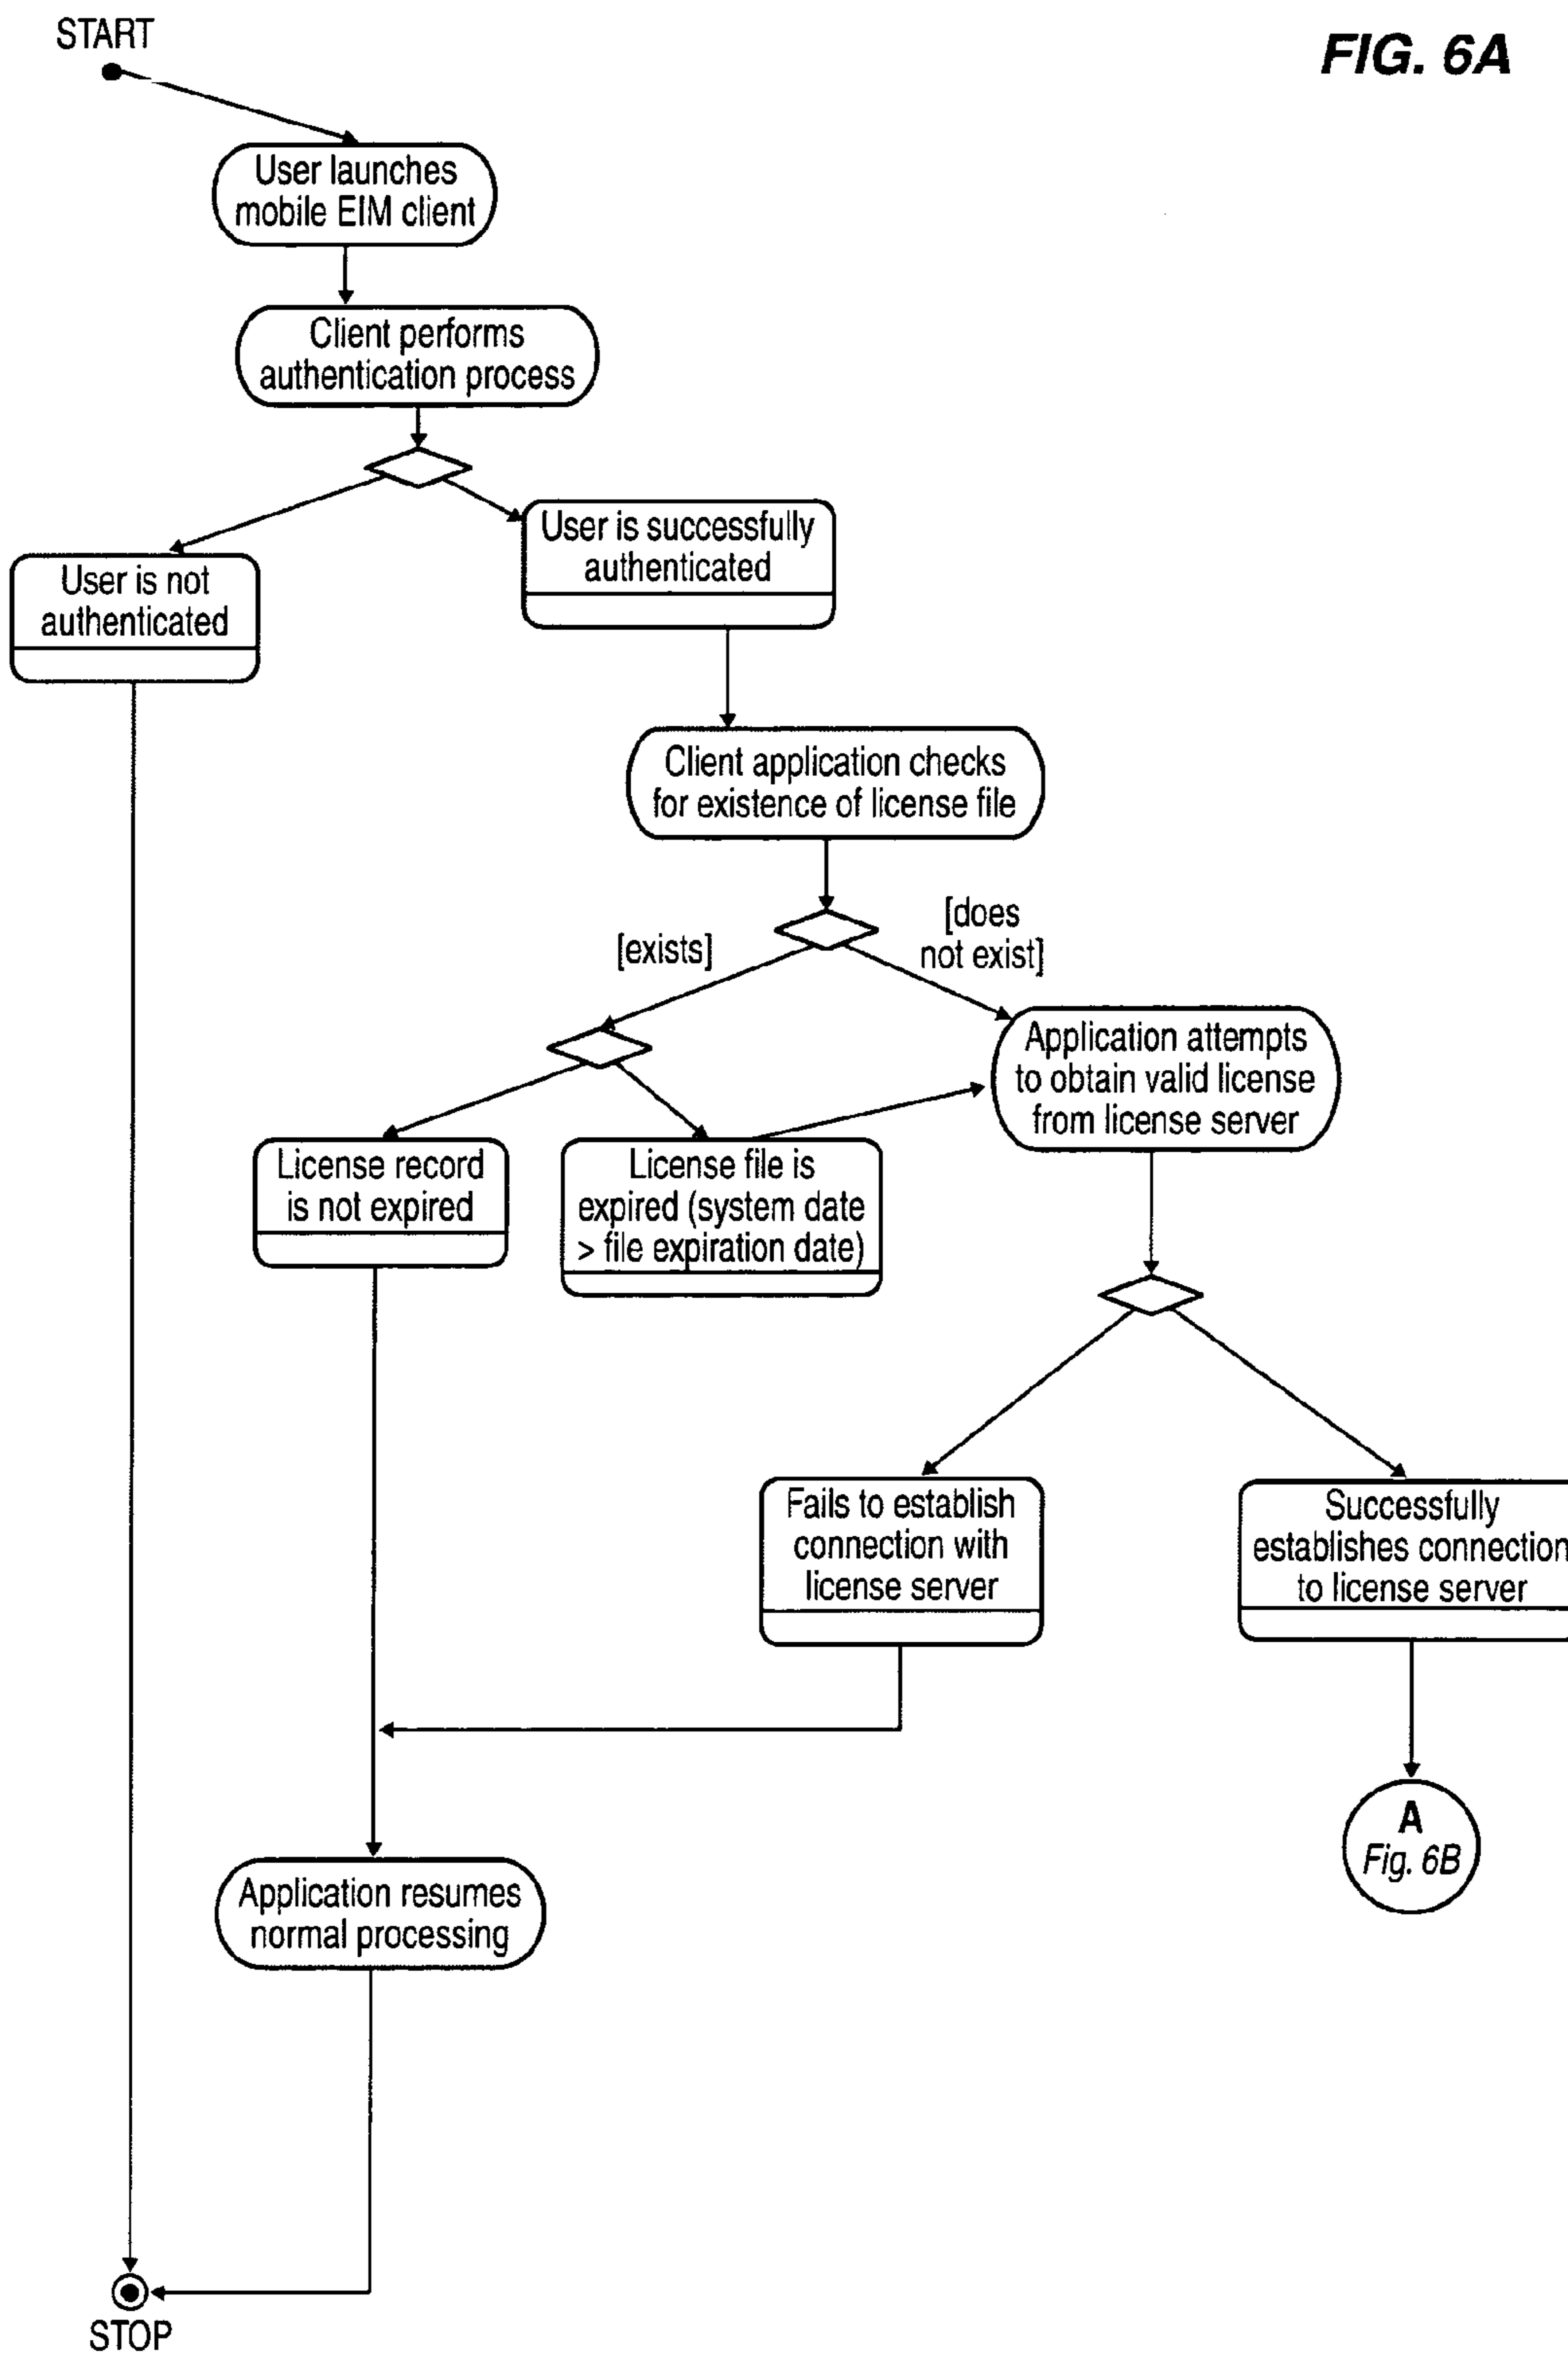 START
FIG. 6A
User launches
mobile EIM client
Client performs
authentication process
User is successfully
authenticated
User is not
authenticated
Client application checks
for existence of license file
[exists]
[does
not exist]
Application attempts
to obtain valid license
from license server
License record
is not expired
License file is
expired (system date
> file expiration date)
Fails to establish
connection with
license server
Successfully
establishes connection
to license server
A
Fig. 6B
Application resumes
normal processing
STOP